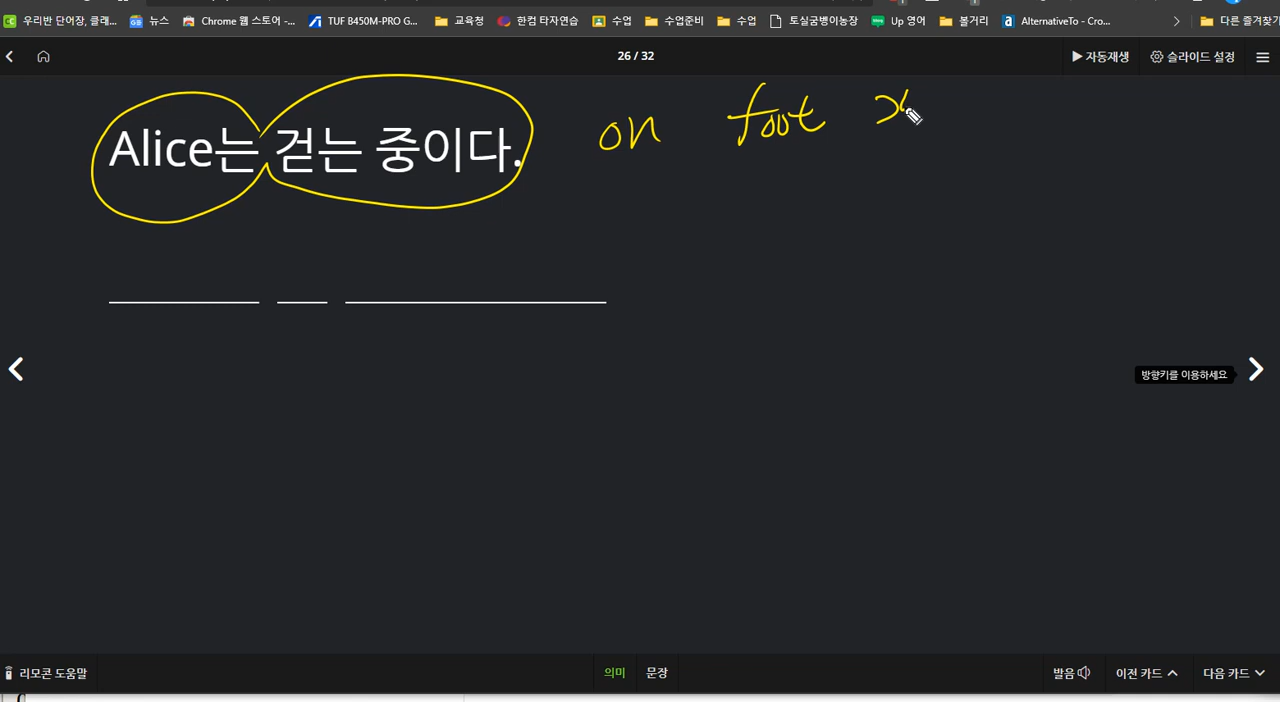 우리반 단어장, 클래... 뉴스 Chrome 웹 스토어 -... TUF B450M-PRO G... 교육청 한컴 타자연습 수업 수업준비 수업 토실굼벵이농장 Up 영어 볼거리 AlternativeTo - Cro... 다른 즐겨찾기
26 / 32 자동재생 슬라이드 설정
Alice는 걷는 중이다. on foot
방향키를 이용하세요
리모콘 도움말 의미 문장 발음 이전 카드 다음 카드